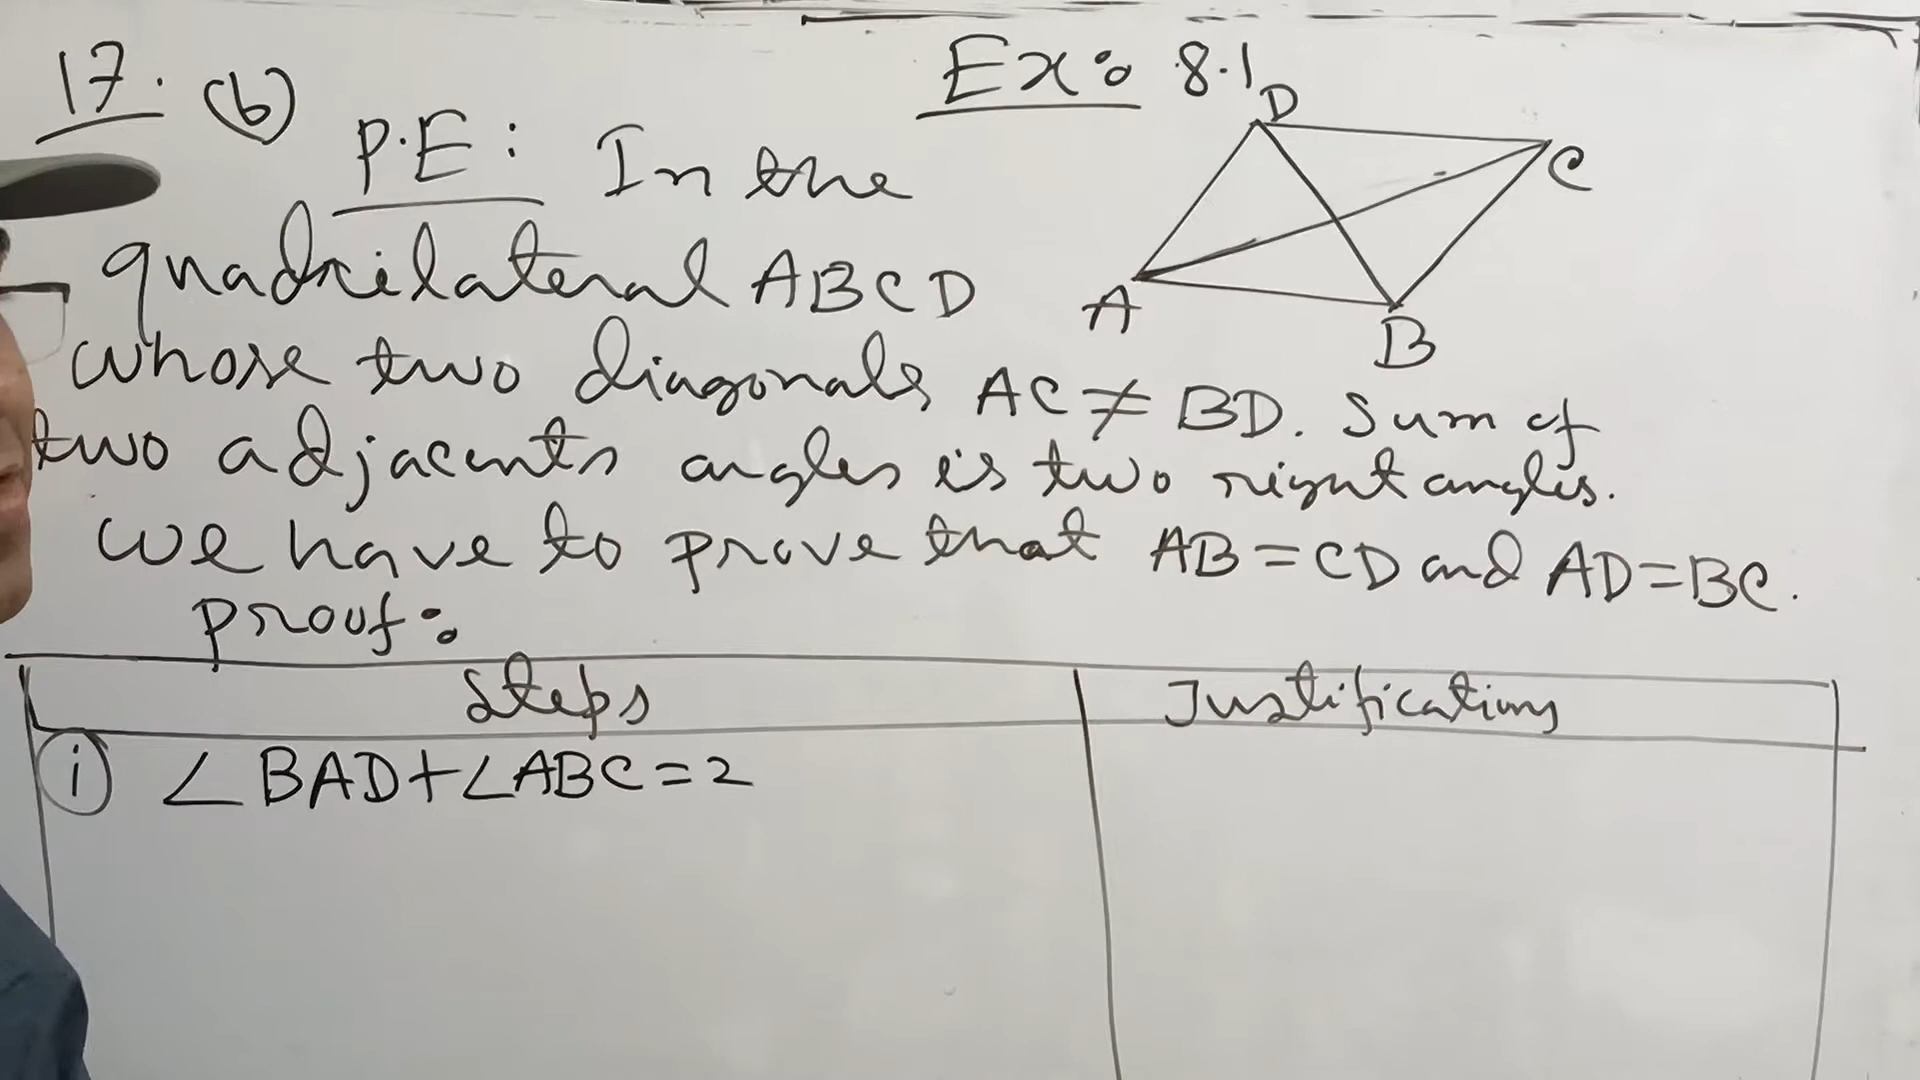 17. (b) Ex: 8.1
P.E: In the
quadrilateral ABCD
whose two diagonals AC ≠ BD. Sum of
two adjacents angles is two right angles.
We have to prove that AB=CD and AD=BC.
proof:
Steps
Justifications
(i) ∠BAD+∠ABC=2
D
C
A
B